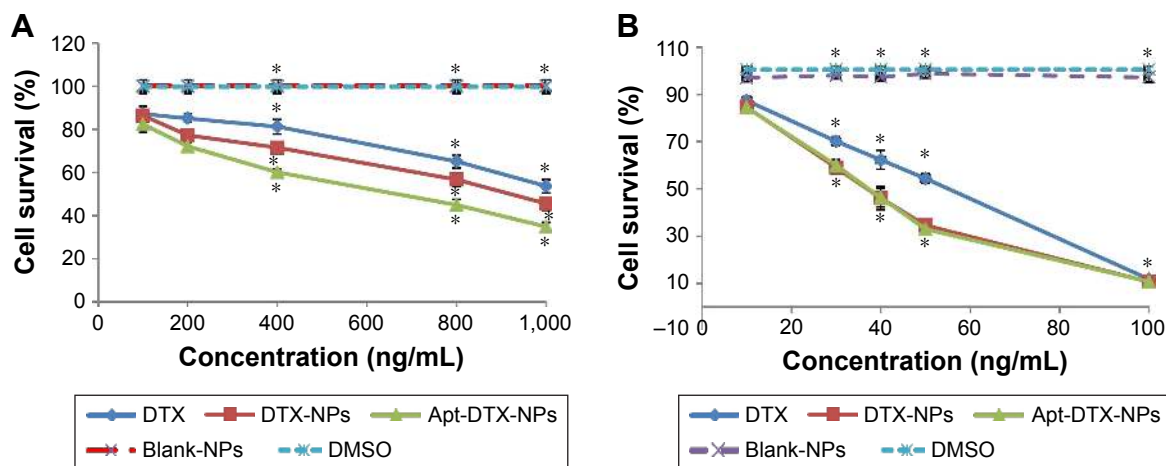 A
Cell survival (%)
120
100
80
60
40
20
0
* * *
* * *
* * *
* * *
0 200 400 600 800 1,000
Concentration (ng/mL)
DTX DTX-NPs Apt-DTX-NPs
Blank-NPs DMSO
B
Cell survival (%)
110
90
70
50
30
10
–10
* * * *
* * *
* * * *
0 20 40 60 80 100
Concentration (ng/mL)
DTX DTX-NPs Apt-DTX-NPs
Blank-NPs DMSO